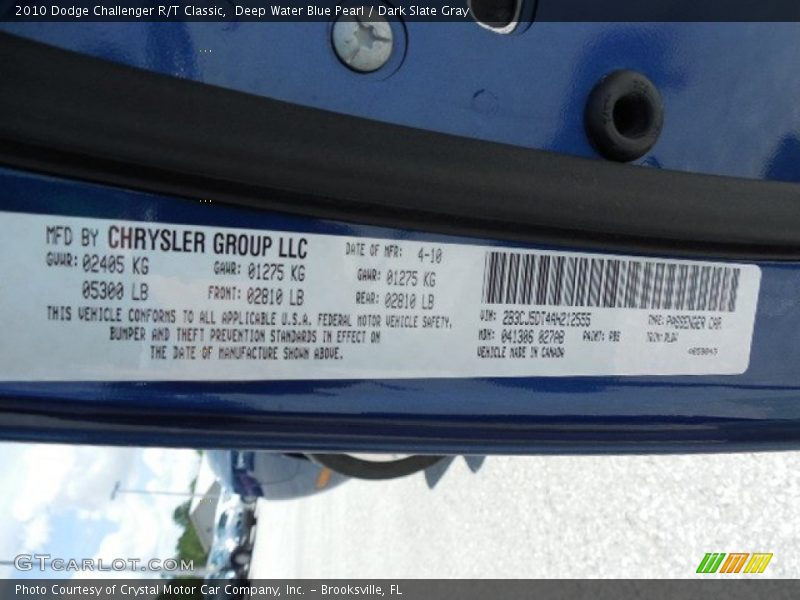 2010 Dodge Challenger R/T Classic,  Deep Water Blue Pearl / Dark Slate Gray
MFD BY CHRYSLER GROUP LLC
DATE OF MFR: 4-10
GVWR: 02405 KG
GAWR: 01275 KG
GAWR: 01275 KG
05300 LB
FRONT: 02810 LB
REAR: 02810 LB
THIS VEHICLE CONFORMS TO ALL APPLICABLE U.S.A. FEDERAL MOTOR VEHICLE SAFETY,
BUMPER AND THEFT PREVENTION STANDARDS IN EFFECT ON
THE DATE OF MANUFACTURE SHOWN ABOVE.
VIN: 2B3CJ5DT4AH212555
TYPE: PASSENGER CAR
MDH: 041306 027AB
PAINT: PBS
TRIM:
VEHICLE MADE IN CANADA
GTCARLOT.COM
Photo Courtesy of Crystal Motor Car Company, Inc. - Brooksville, FL